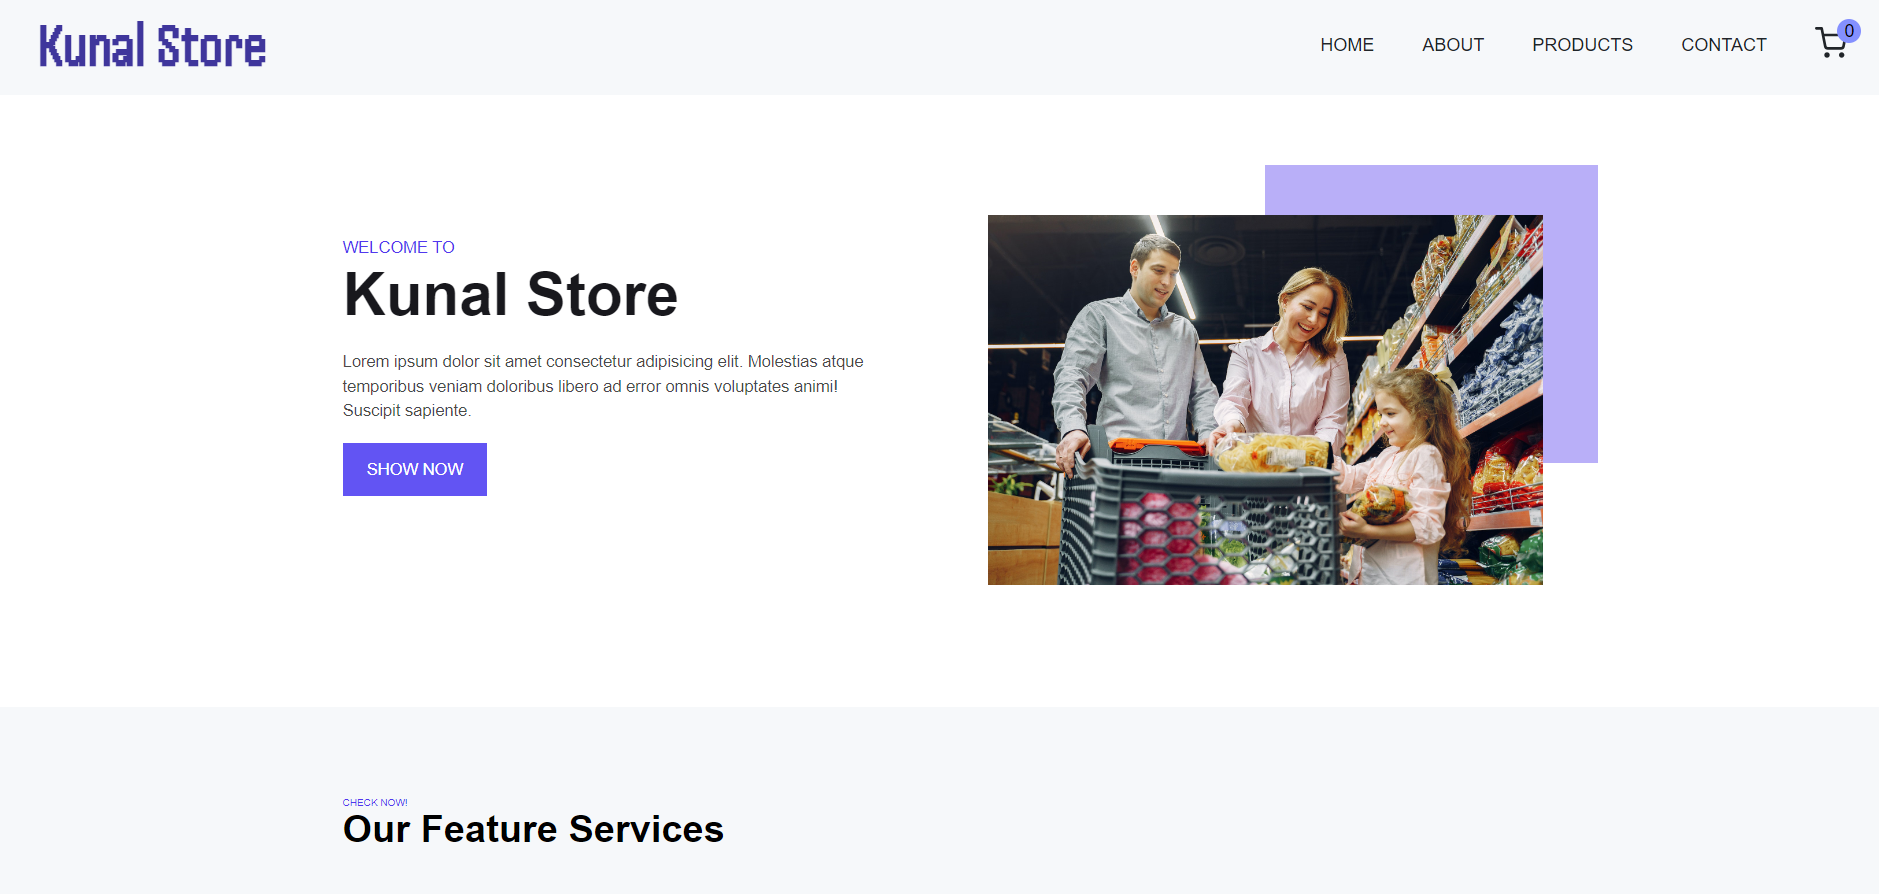 Kunal Store
HOME ABOUT PRODUCTS CONTACT 0
WELCOME TO
Kunal Store
Lorem ipsum dolor sit amet consectetur adipisicing elit. Molestias atque
temporibus veniam doloribus libero ad error omnis voluptates animi!
Suscipit sapiente.
SHOW NOW
CHECK NOW!
Our Feature Services